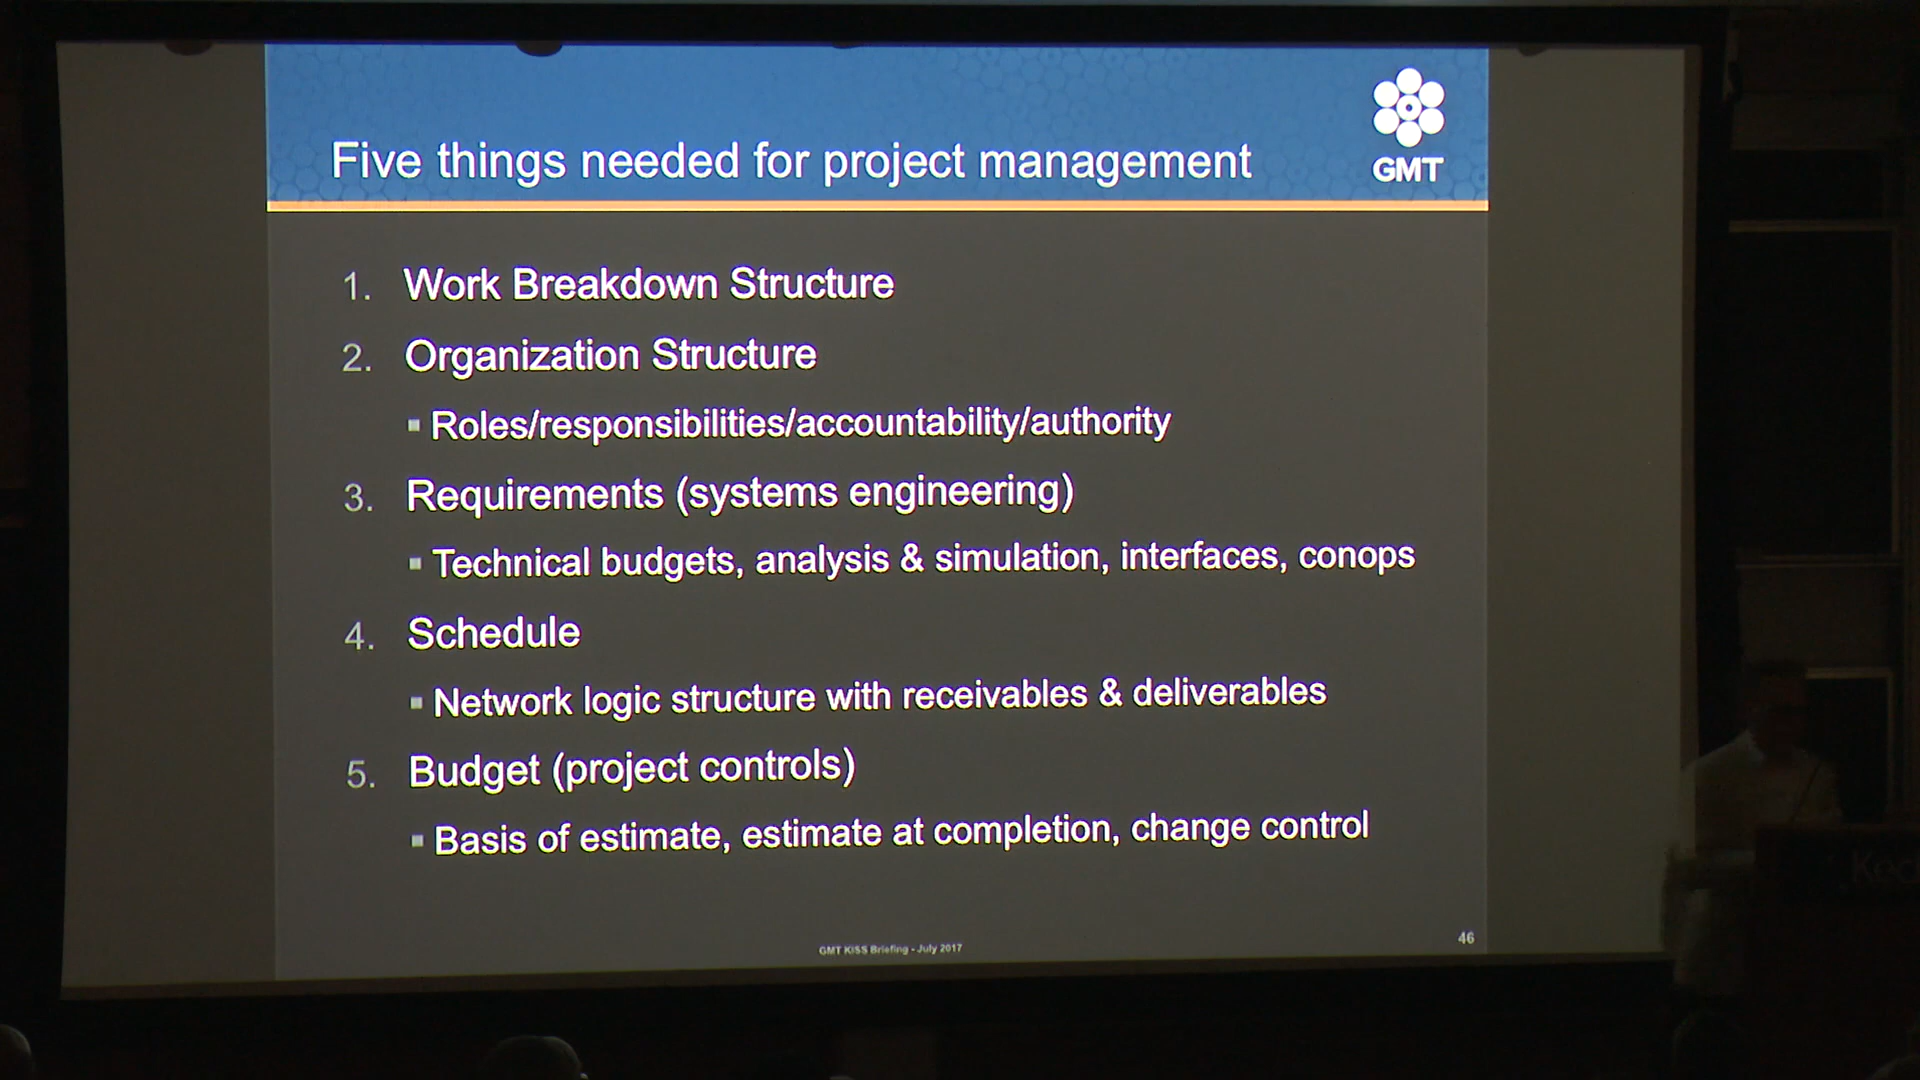 Five things needed for project management
GMT
1. Work Breakdown Structure
2. Organization Structure
▪ Roles/responsibilities/accountability/authority
3. Requirements (systems engineering)
▪ Technical budgets, analysis & simulation, interfaces, conops
4. Schedule
▪ Network logic structure with receivables & deliverables
5. Budget (project controls)
▪ Basis of estimate, estimate at completion, change control
GMT KISS Briefing - July 2017
46